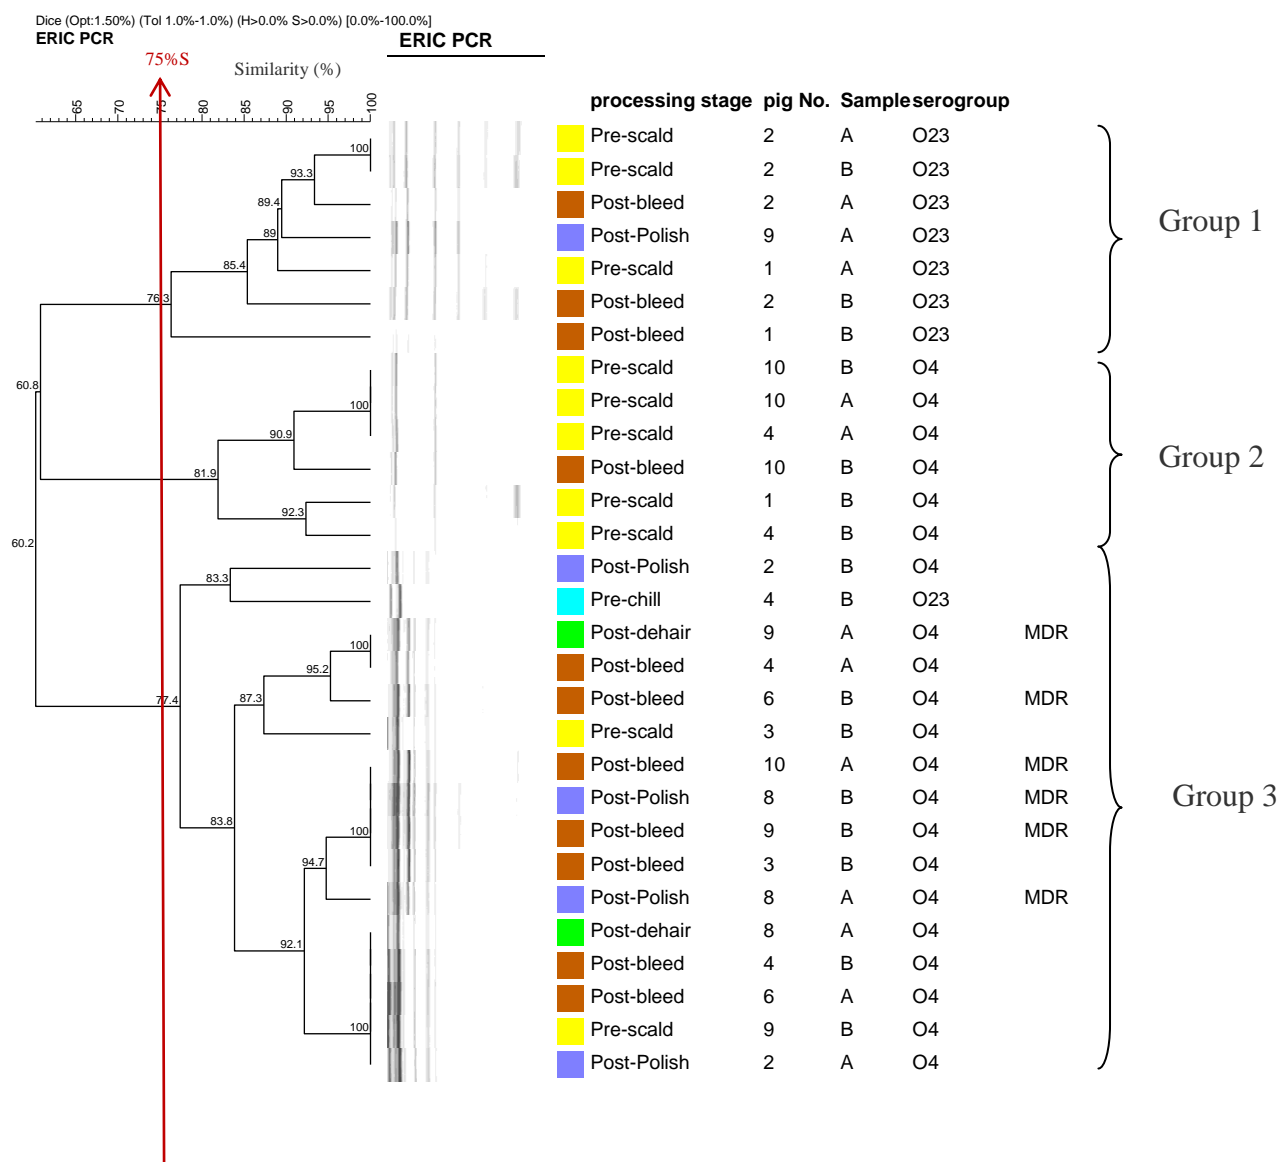 Dice (Opt:1.50%) (Tol 1.0%-1.0%) (H>0.0% S>0.0%) [0.0%-100.0%]
ERIC PCR ERIC PCR
75%S
Similarity (%)
65 70 75 80 85 90 95 100
processing stage pig No. Sample serogroup
Pre-scald 2 A O23
100
Pre-scald 2 B O23
93.3
Post-bleed 2 A O23
89.4
Post-Polish 9 A O23
89
Group 1
Pre-scald 1 A O23
85.4
Post-bleed 2 B O23
76.3
Post-bleed 1 B O23
Pre-scald 10 B O4
60.8
Pre-scald 10 A O4
100
Pre-scald 4 A O4
90.9
Group 2
Post-bleed 10 B O4
81.9
Pre-scald 1 B O4
92.3
Pre-scald 4 B O4
60.2
Post-Polish 2 B O4
83.3
Pre-chill 4 B O23
Post-dehair 9 A O4 MDR
100
Post-bleed 4 A O4
95.2
Post-bleed 6 B O4 MDR
87.3
77.4
Pre-scald 3 B O4
Post-bleed 10 A O4 MDR
Post-Polish 8 B O4 MDR
Group 3
83.8
Post-bleed 9 B O4 MDR
100
Post-bleed 3 B O4
94.7
Post-Polish 8 A O4 MDR
Post-dehair 8 A O4
92.1
Post-bleed 4 B O4
Post-bleed 6 A O4
Pre-scald 9 B O4
100
Post-Polish 2 A O4